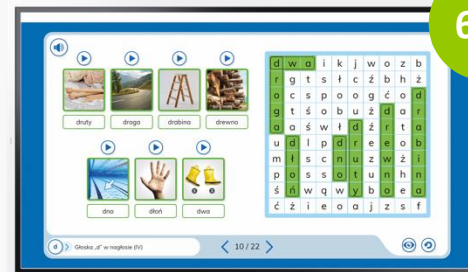 6
d w a i k j w o z b
r g t s ł c ź b h ż
o c s p o o g ć o d
g t ś o b u ż d a r
a a ś w ł d ź r t a
u d l p d r e e o b
m ł s c n u z w ż i
p o s s o t u n h n
ś ń w ą w y b o e a
ć ż i e o a j z s f
druty droga drabina drewno
dno dłoń dwa
d Głoska „d” w nagłosie (IV) 10 / 22